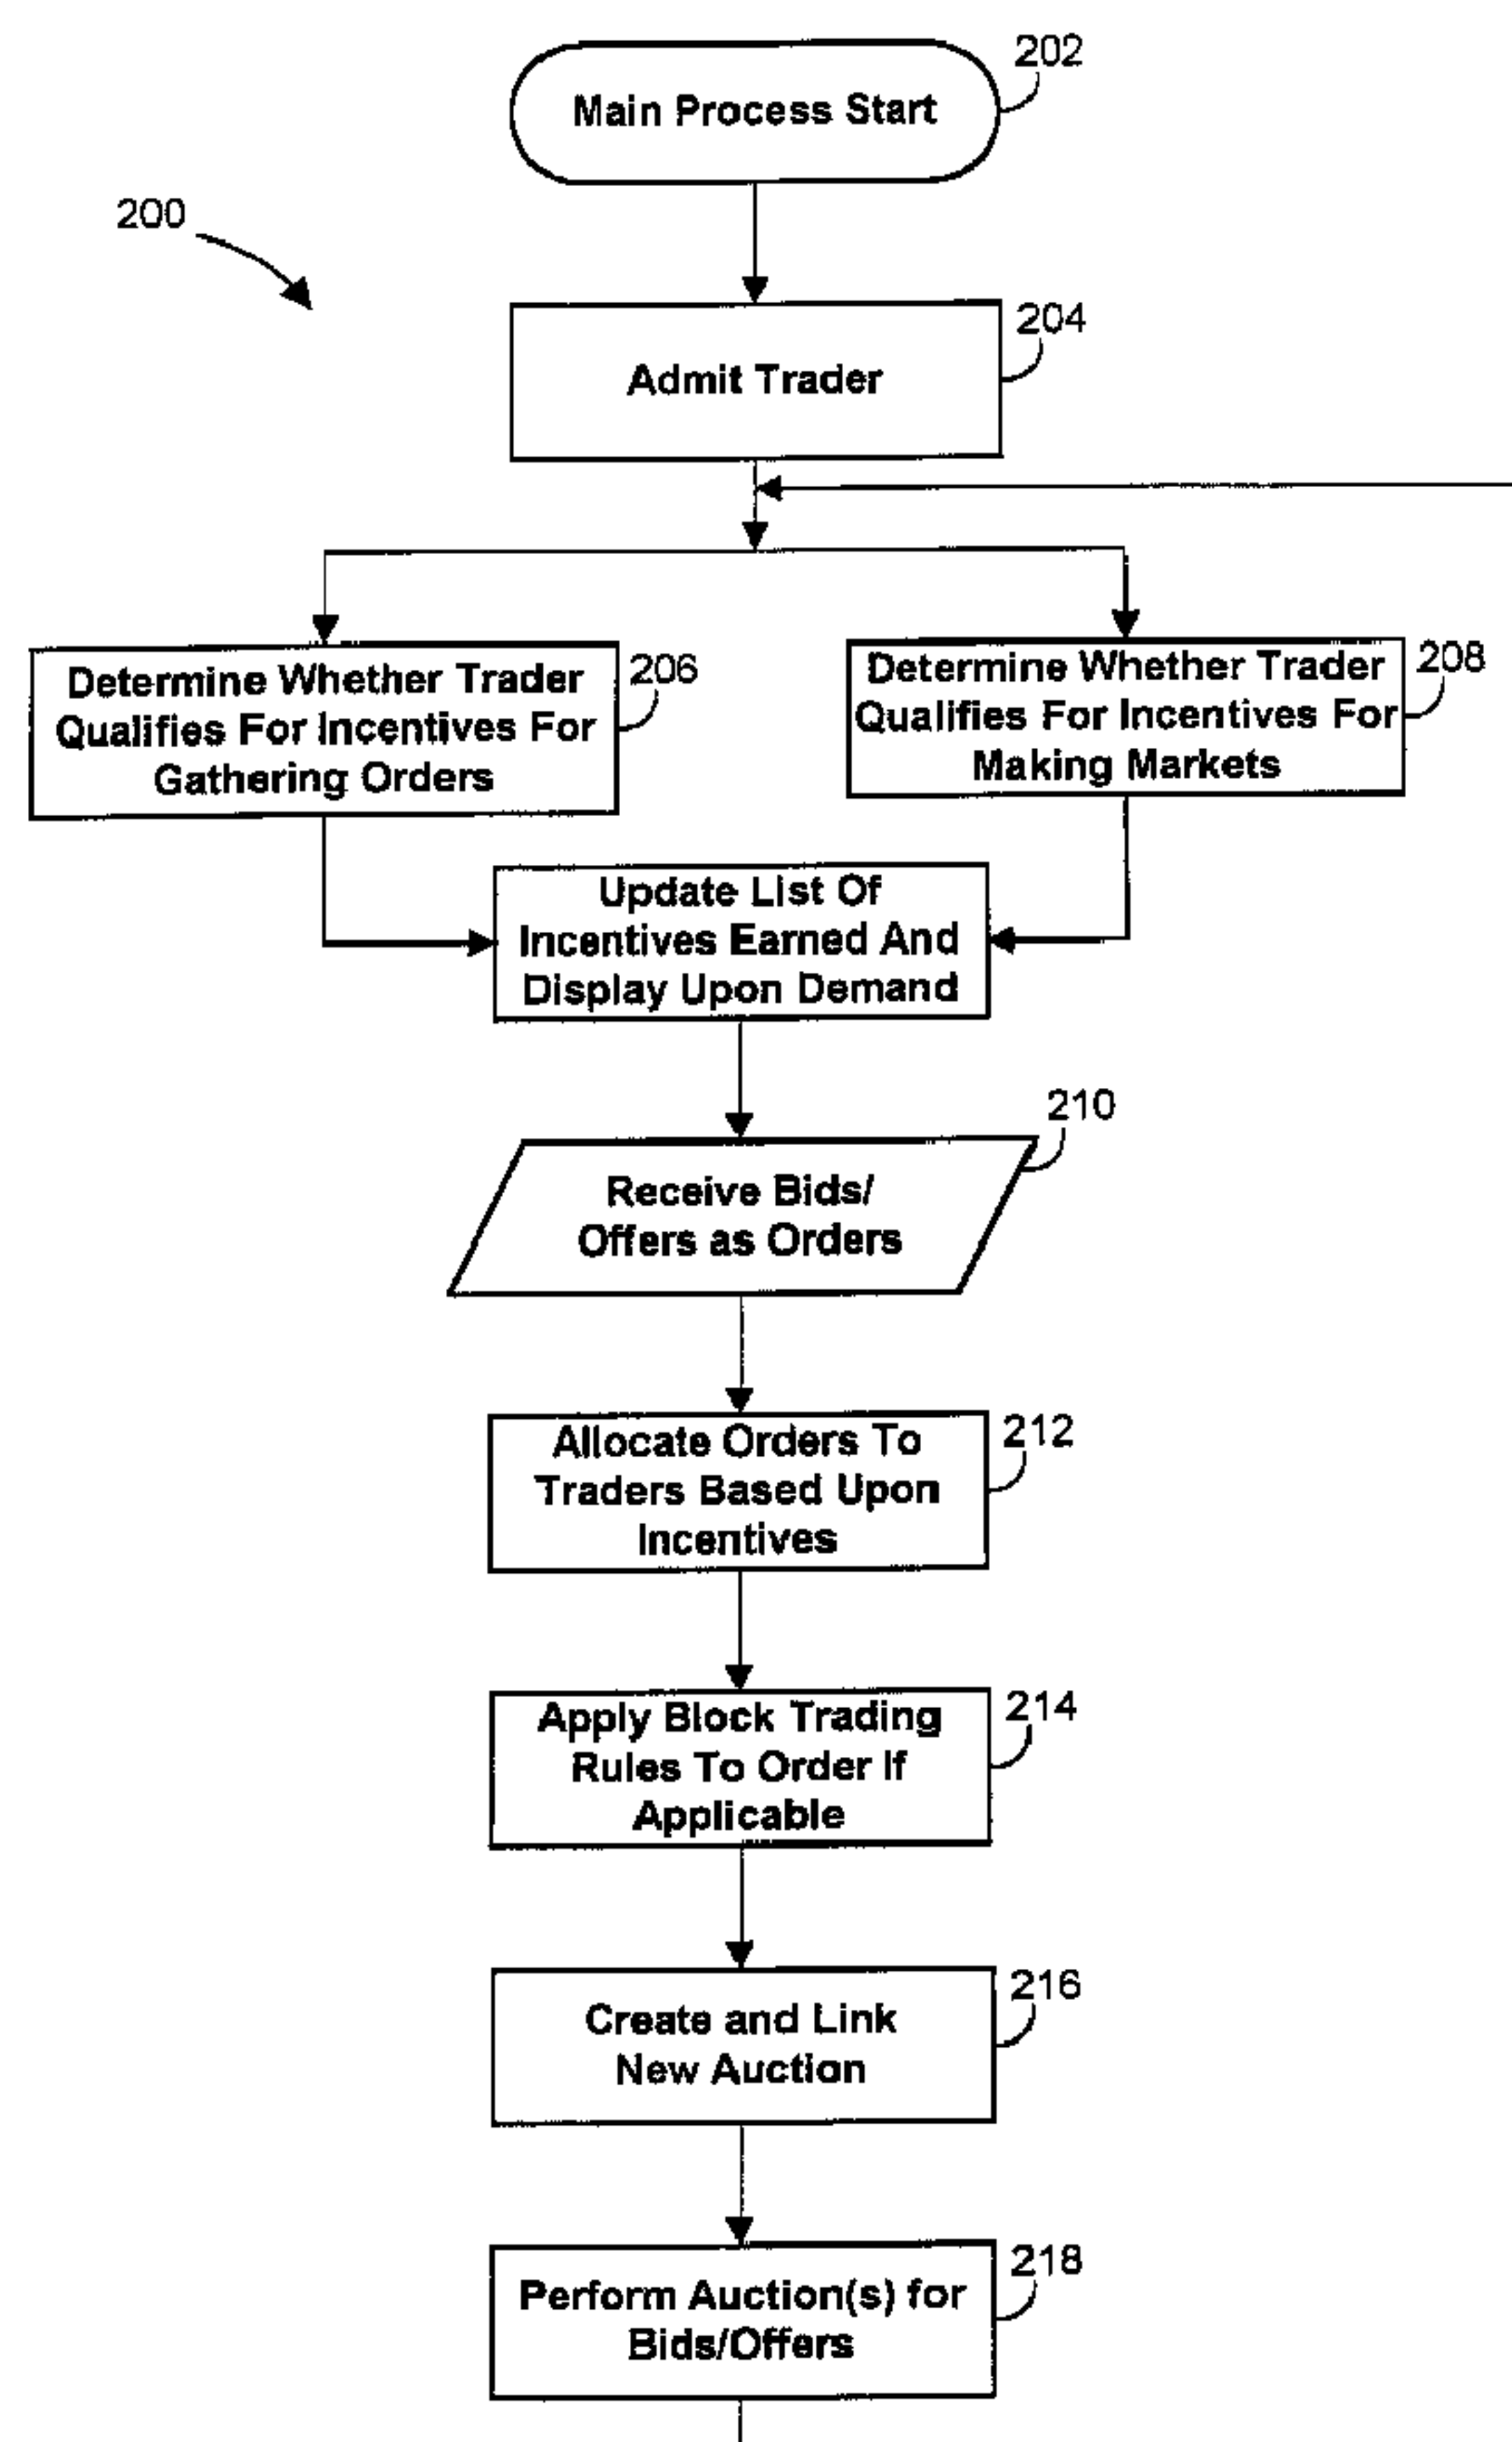 202
Main Process Start
200
204
Admit Trader
206
Determine Whether Trader
Qualifies For Incentives For
Gathering Orders
208
Determine Whether Trader
Qualifies For Incentives For
Making Markets
Update List Of
Incentives Earned And
Display Upon Demand
210
Receive Bids/
Offers as Orders
212
Allocate Orders To
Traders Based Upon
Incentives
214
Apply Block Trading
Rules To Order If
Applicable
216
Create and Link
New Auction
218
Perform Auction(s) for
Bids/Offers